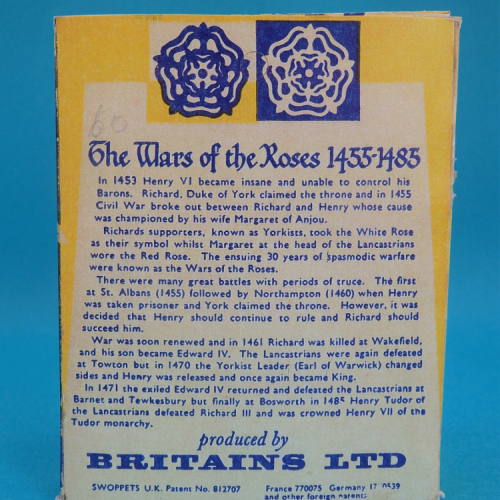 60
The Wars of the Roses 1455-1485
In 1453 Henry VI became insane and unable to control his
Barons. Richard, Duke of York claimed the throne and in 1455
Civil War broke out between Richard and Henry whose cause
was championed by his wife Margaret of Anjou.
Richards supporters, known as Yorkists, took the White Rose
as their symbol whilst Margaret at the head of the Lancastrians
wore the Red Rose. The ensuing 30 years of spasmodic warfare
were known as the Wars of the Roses.
There were many great battles with periods of truce. The first
at St. Albans (1455) followed by Northampton (1460) when Henry
was taken prisoner and York claimed the throne. However, it was
decided that Henry should continue to rule and Richard should
succeed him.
War was soon renewed and in 1461 Richard was killed at Wakefield,
and his son became Edward IV. The Lancastrians were again defeated
at Towton but in 1470 the Yorkist Leader (Earl of Warwick) changed
sides and Henry was released and once again became King.
In 1471 the exiled Edward IV returned and defeated the Lancastrians at
Barnet and Tewkesbury but finally at Bosworth in 1485 Henry Tudor of
the Lancastrians defeated Richard III and was crowned Henry VII of the
Tudor monarchy.
produced by
BRITAINS LTD
SWOPPETS U.K. Patent No. 812707 France 770075 Germany
and other foreign patents